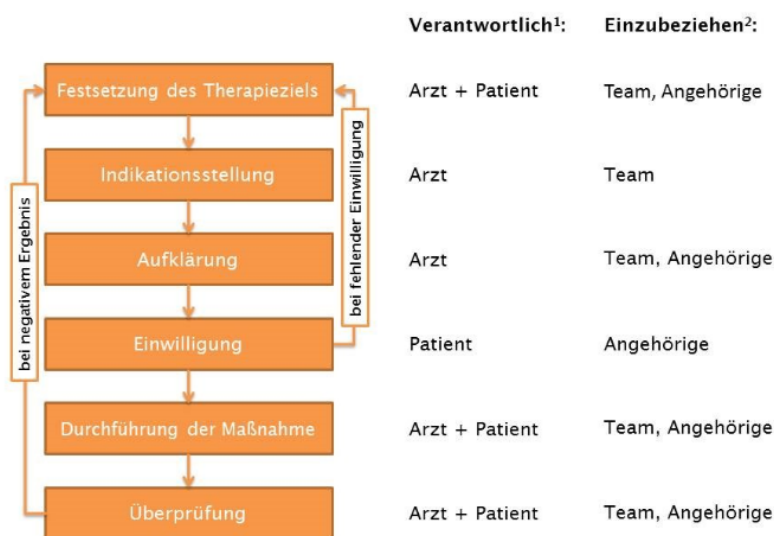 Verantwortlich¹: Einzubeziehen²:
Festsetzung des Therapieziels Arzt + Patient Team, Angehörige
Indikationsstellung Arzt Team
Aufklärung Arzt Team, Angehörige
Einwilligung Patient Angehörige
Durchführung der Maßnahme Arzt + Patient Team, Angehörige
Überprüfung Arzt + Patient Team, Angehörige
bei negativem Ergebnis
bei fehlender Einwilligung